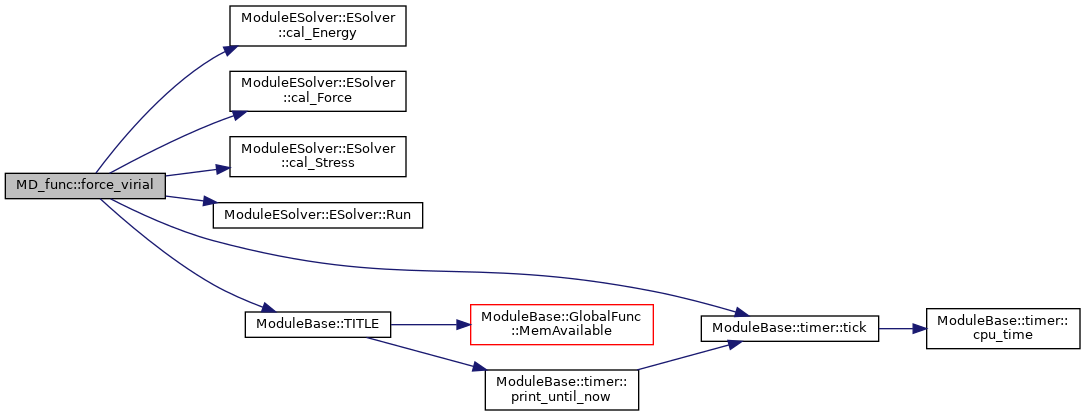 ModuleESolver::ESolver
::cal_Energy
ModuleESolver::ESolver
::cal_Force
ModuleESolver::ESolver
::cal_Stress
MD_func::force_virial
ModuleESolver::ESolver::Run
ModuleBase::TITLE
ModuleBase::GlobalFunc
::MemAvailable
ModuleBase::timer::tick
ModuleBase::timer::
cpu_time
ModuleBase::timer::
print_until_now